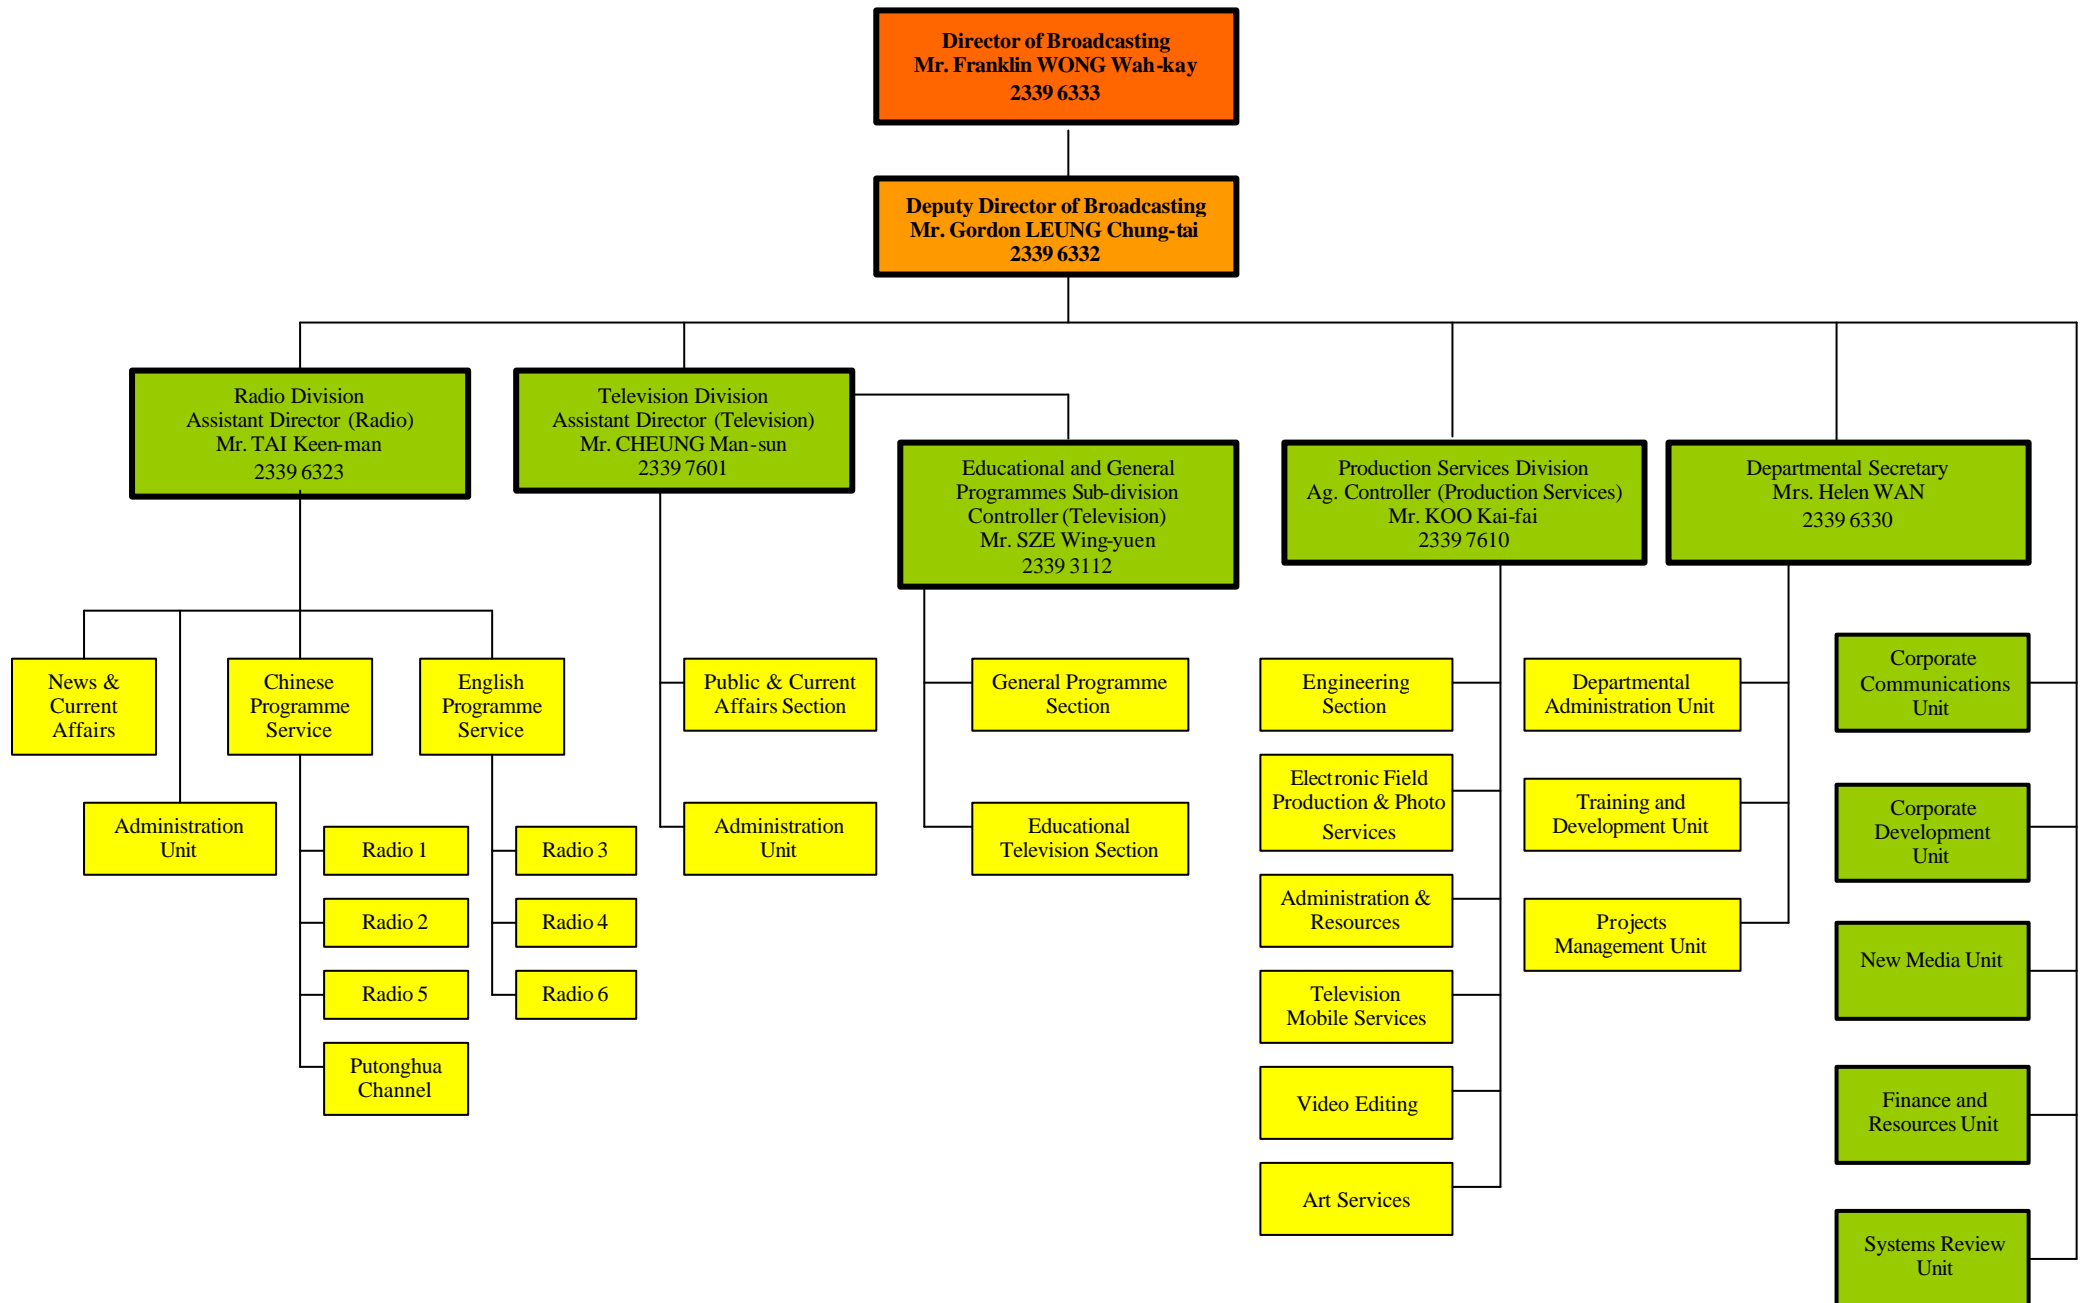 Director of Broadcasting
Mr. Franklin WONG Wah-kay
2339 6333
Deputy Director of Broadcasting
Mr. Gordon LEUNG Chung-tai
2339 6332
Radio Division
Assistant Director (Radio)
Mr. TAI Keen-man
2339 6323
Television Division
Assistant Director (Television)
Mr. CHEUNG Man-sun
2339 7601
Educational and General
Programmes Sub-division
Controller (Television)
Mr. SZE Wing-yuen
2339 3112
Production Services Division
Ag. Controller (Production Services)
Mr. KOO Kai-fai
2339 7610
Departmental Secretary
Mrs. Helen WAN
2339 6330
News &
Current
Affairs
Administration
Unit
Chinese
Programme
Service
Radio 1
Radio 2
Radio 5
Putonghua
Channel
English
Programme
Service
Radio 3
Radio 4
Radio 6
Public & Current
Affairs Section
Administration
Unit
General Programme
Section
Educational
Television Section
Engineering
Section
Electronic Field
Production & Photo
Services
Administration &
Resources
Television
Mobile Services
Video Editing
Art Services
Departmental
Administration Unit
Training and
Development Unit
Projects
Management Unit
Corporate
Communications
Unit
Corporate
Development
Unit
New Media Unit
Finance and
Resources Unit
Systems Review
Unit